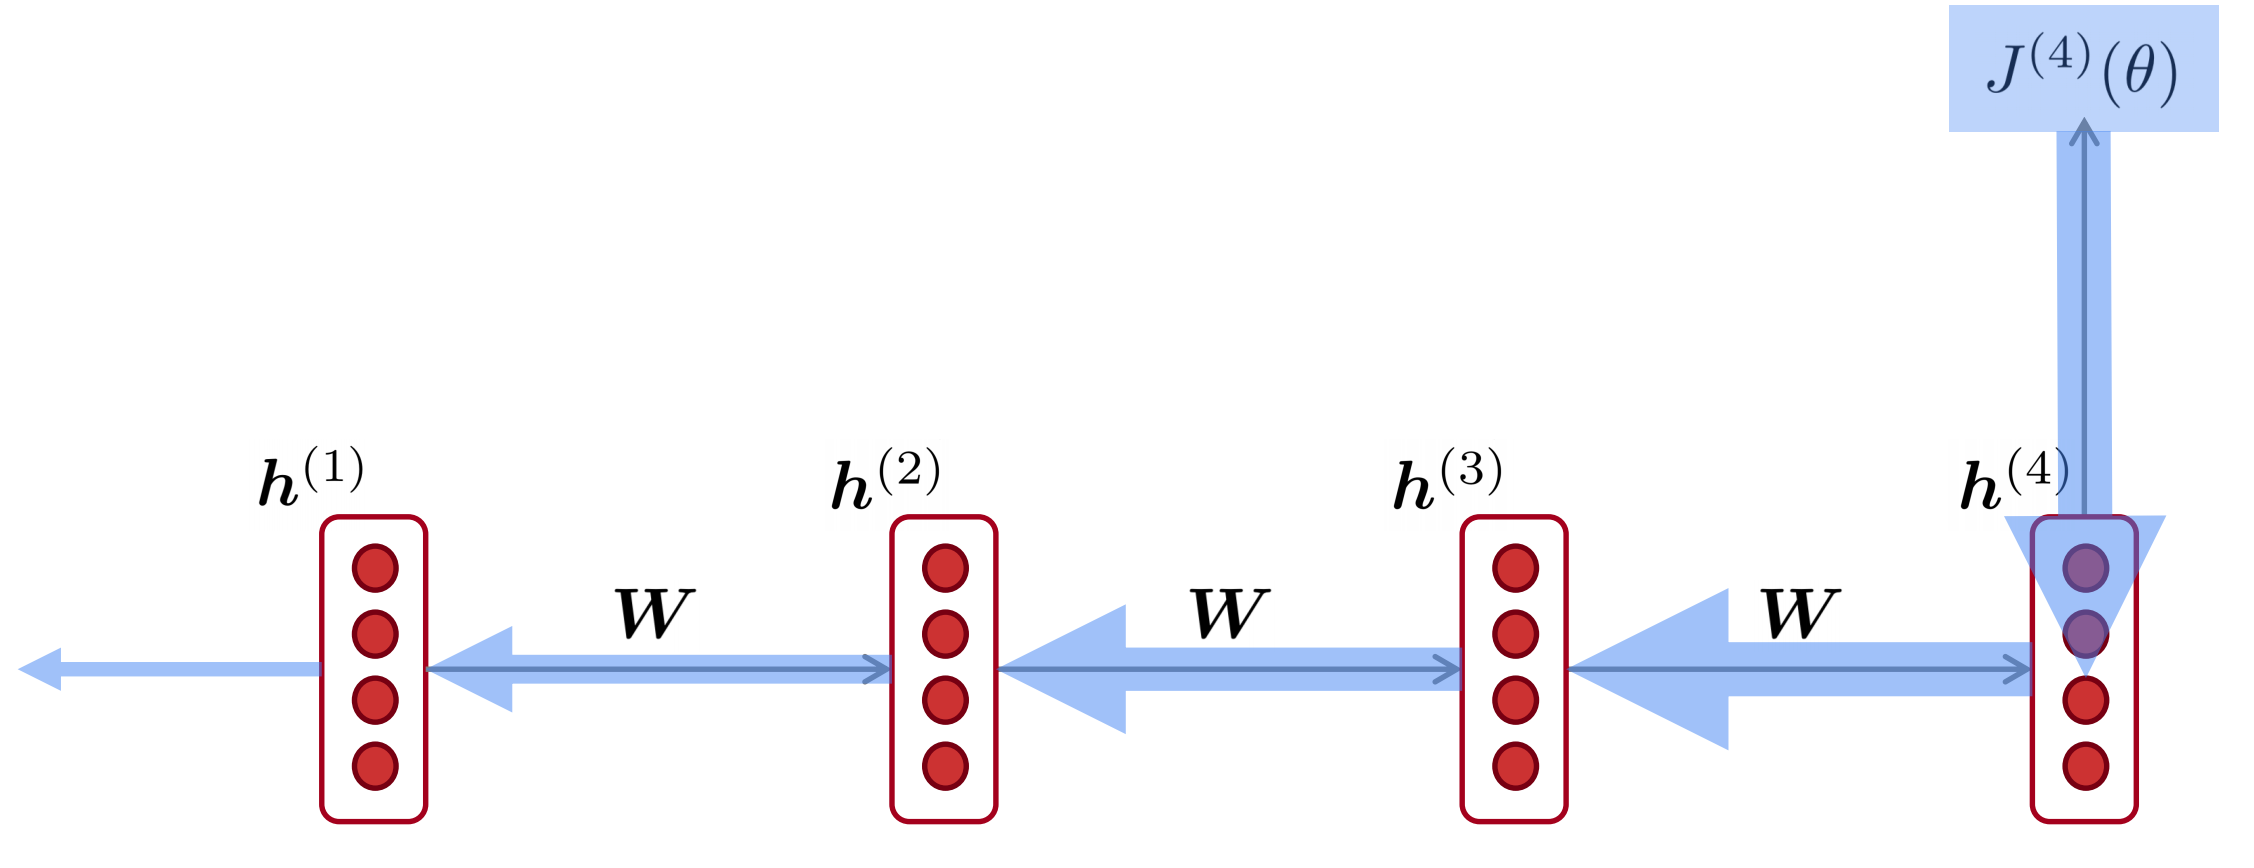 J^{(4)}(θ)
h^{(1)} h^{(2)} h^{(3)} h^{(4)}
W W W